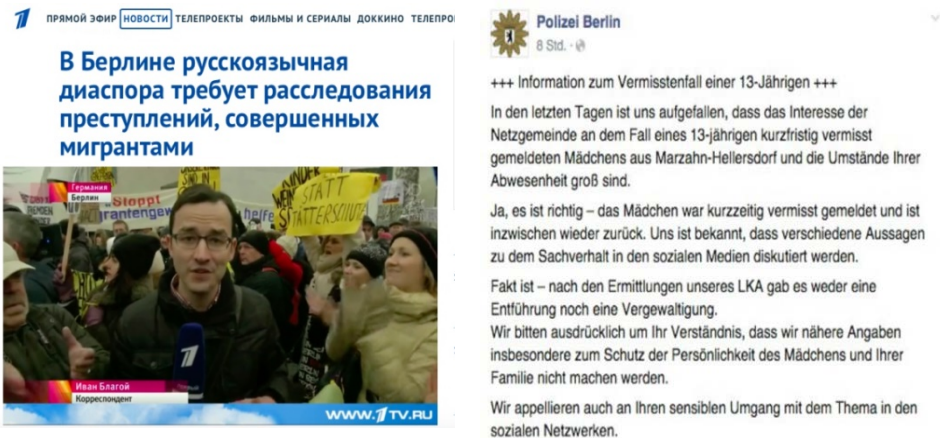 ПРЯМОЙ ЭФИР НОВОСТИ ТЕЛЕПРОЕКТЫ ФИЛЬМЫ И СЕРИАЛЫ ДОККИНО ТЕЛЕПРО
В Берлине русскоязычная
диаспора требует расследования
преступлений, совершенных
мигрантами
Германия
Берлин
Stoppt
grantengew
helfe
KINDER
STATT
TÄTERSCHUTZ
Иван Благой
Корреспондент
WWW.1TV.RU
Polizei Berlin
8 Std.
+++ Information zum Vermisstenfall einer 13-Jährigen +++
In den letzten Tagen ist uns aufgefallen, dass das Interesse der
Netzgemeinde an dem Fall eines 13-jährigen kurzfristig vermisst
gemeldeten Mädchens aus Marzahn-Hellersdorf und die Umstände Ihrer
Abwesenheit groß sind.
Ja, es ist richtig – das Mädchen war kurzzeitig vermisst gemeldet und ist
inzwischen wieder zurück. Uns ist bekannt, dass verschiedene Aussagen
zu dem Sachverhalt in den sozialen Medien diskutiert werden.
Fakt ist – nach den Ermittlungen unseres LKA gab es weder eine
Entführung noch eine Vergewaltigung.
Wir bitten ausdrücklich um Ihr Verständnis, dass wir nähere Angaben
insbesondere zum Schutz der Persönlichkeit des Mädchens und Ihrer
Familie nicht machen werden.
Wir appellieren auch an Ihren sensiblen Umgang mit dem Thema in den
sozialen Netzwerken.